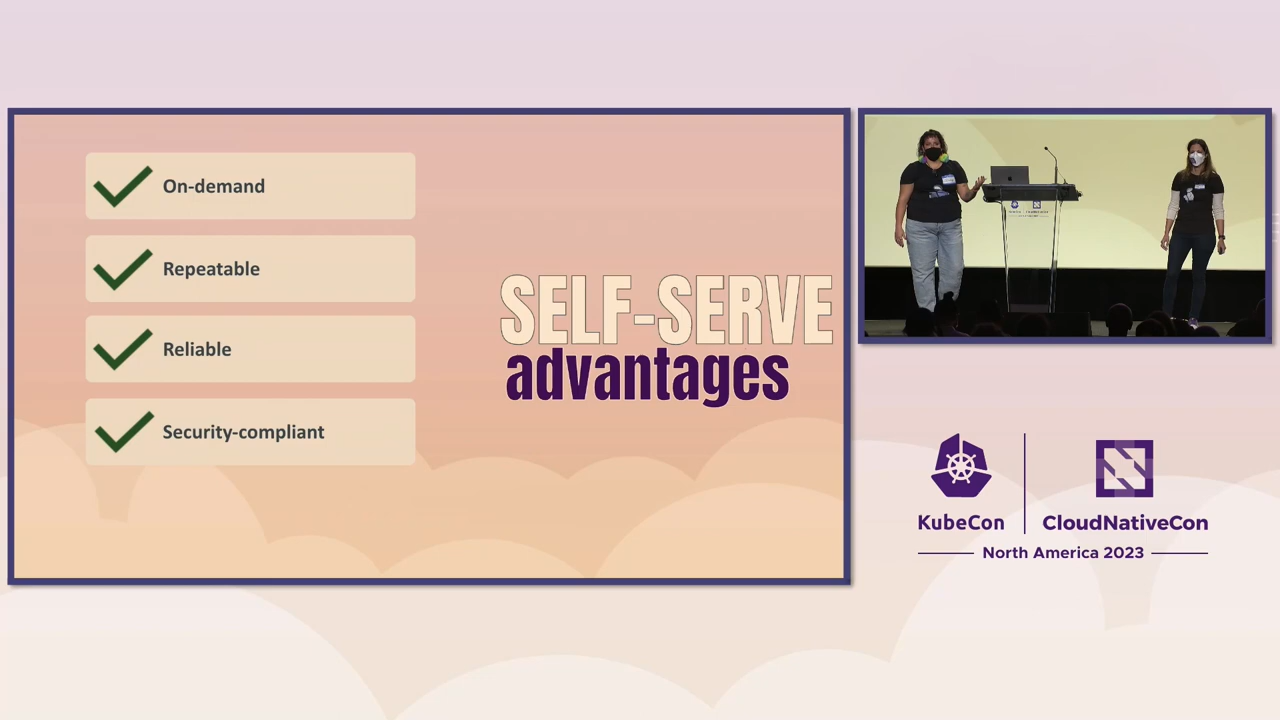 On-demand
Repeatable
Reliable
Security-compliant
SELF-SERVE
advantages
KubeCon
CloudNativeCon
North America 2023